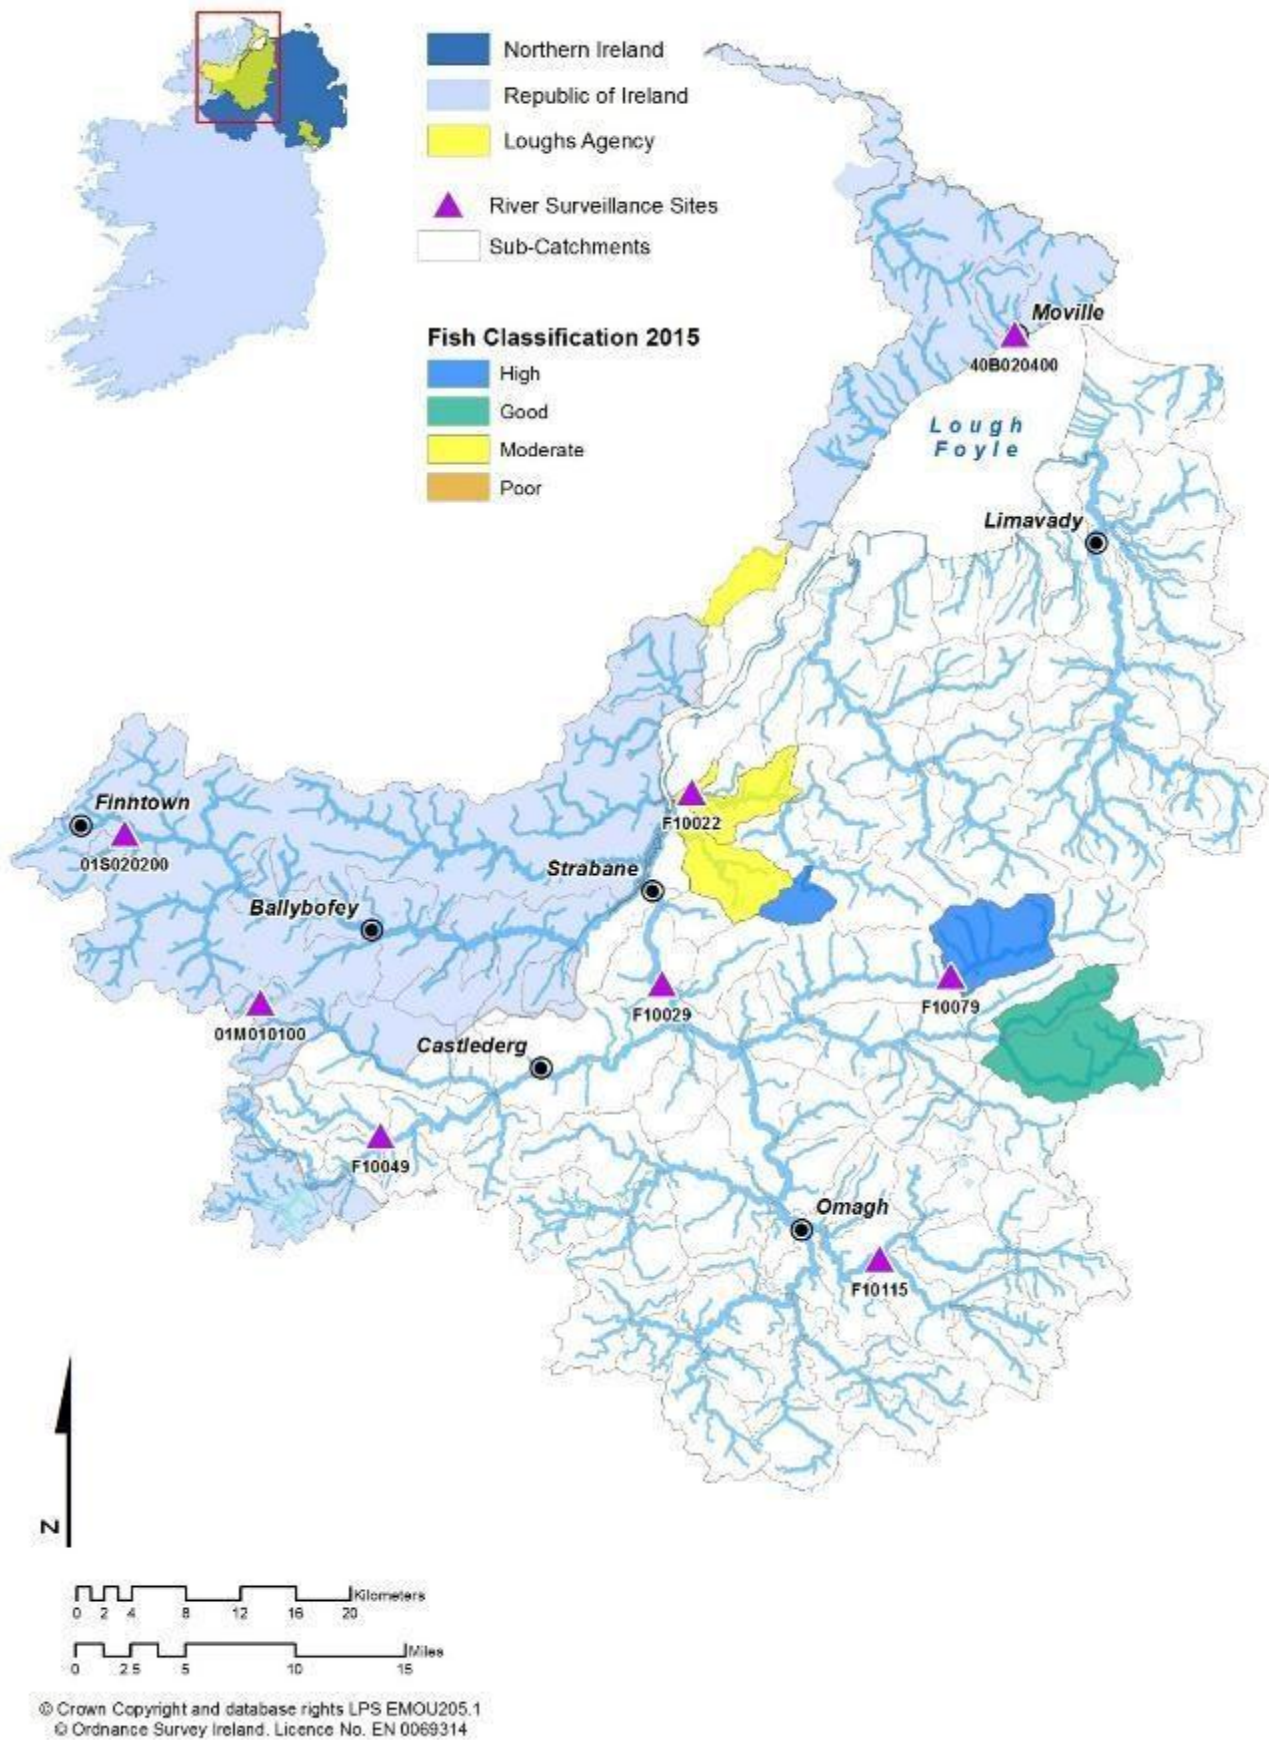 Northern Ireland
Republic of Ireland
Loughs Agency
River Surveillance Sites
Sub-Catchments
Fish Classification 2015
High
Good
Moderate
Poor
Moville
40B020400
Lough
Foyle
Limavady
Finntown
01S020200
F10022
Strabane
Ballybofey
F10029
F10079
01M010100
Castlederg
F10049
Omagh
F10115
N
Kilometers
0 2 4 8 12 16 20
Miles
0 2.5 5 10 15
© Crown Copyright and database rights LPS EMOU205.1
© Ordnance Survey Ireland. Licence No. EN 0069314